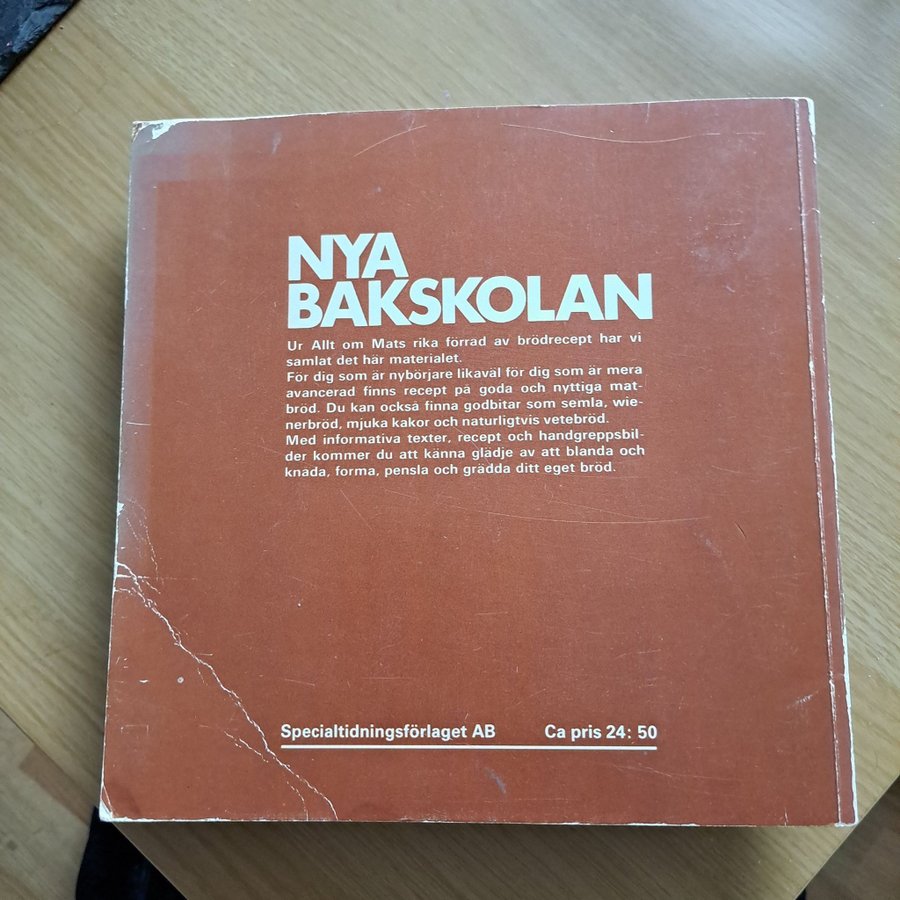 NYA
BAKSKOLAN
Ur Allt om Mats rika förråd av brödrecept har vi
samlat det här materialet.
För dig som är nybörjare likaväl för dig som är mera
avancerad finns recept på goda och nyttiga mat-
bröd. Du kan också finna godbitar som semla, wie-
nerbröd, mjuka kakor och naturligtvis vetebröd.
Med informativa texter, recept och handgreppsbil-
der kommer du att känna glädje av att blanda och
knåda, forma, pensla och grädda ditt eget bröd.
Specialtidningsförlaget AB Ca pris 24: 50